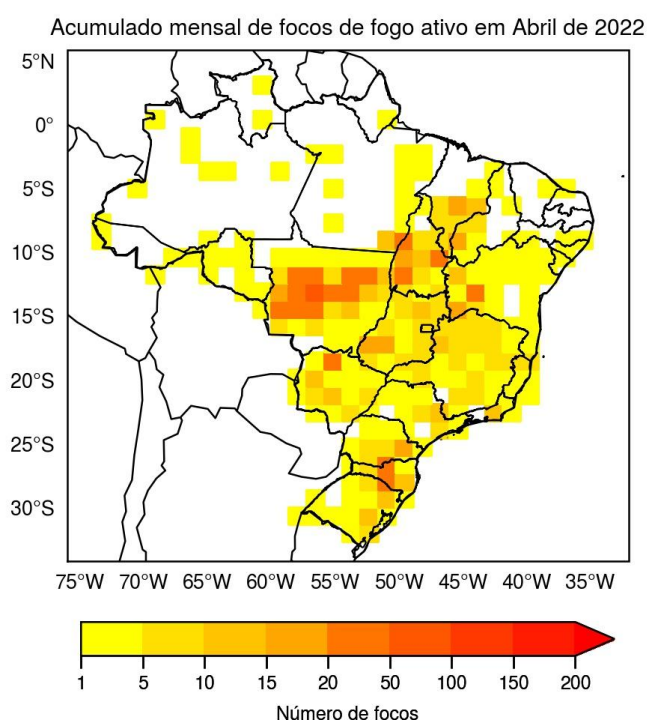 Acumulado mensal de focos de fogo ativo em Abril de 2022
5°N
0°
5°S
10°S
15°S
20°S
25°S
30°S
75°W 70°W 65°W 60°W 55°W 50°W 45°W 40°W 35°W
1 5 10 15 20 50 100 150 200
Número de focos